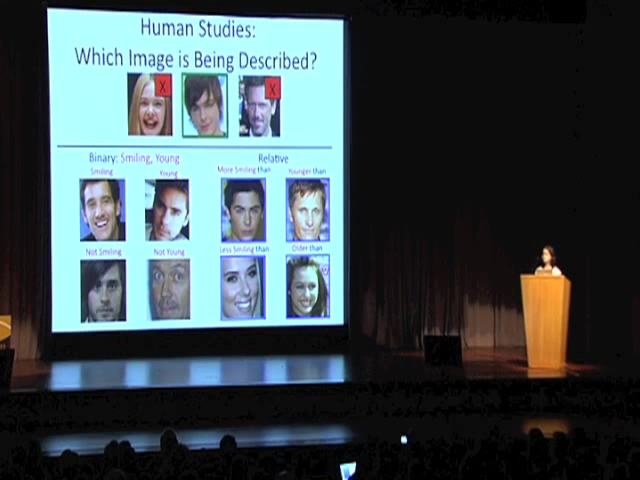 Human Studies:
Which Image is Being Described?
X
X
Binary: Smiling, Young
Relative
Smiling
Young
More Smiling than
Younger than
Not Smiling
Not Young
Less Smiling than
Older than